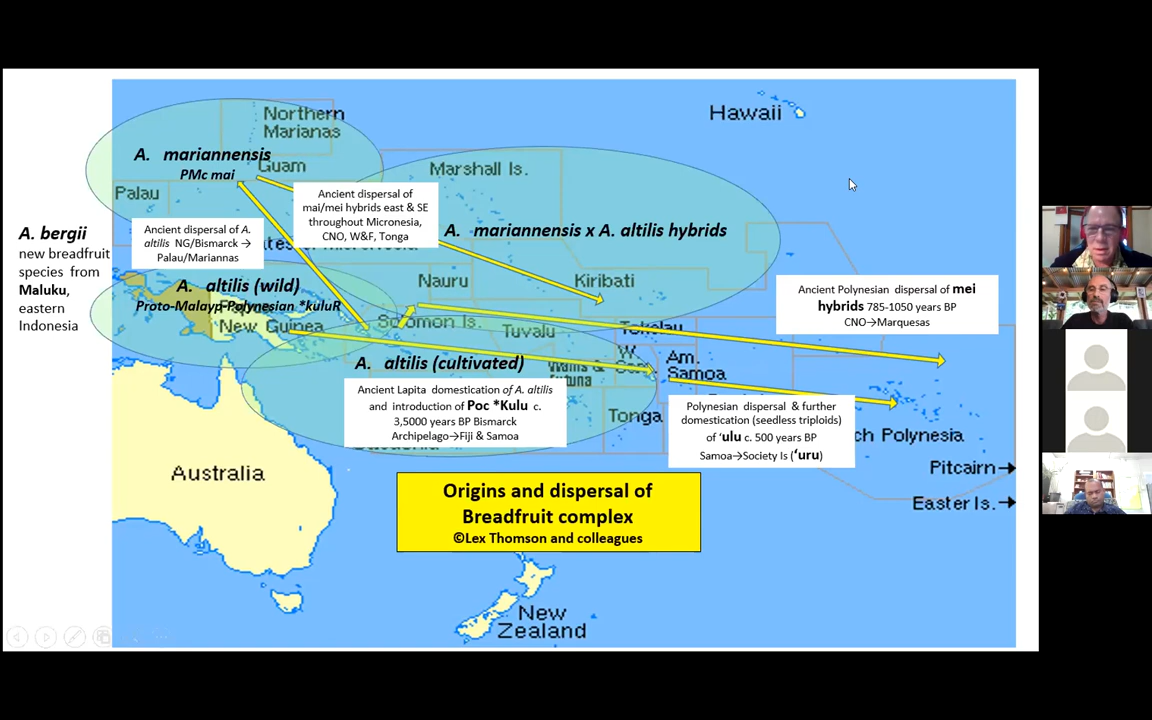 Hawaii
Northern
Marianas
A. mariannensis
PMc mai
Guam
Palau
Marshall Is.
Ancient dispersal of
mai/mei hybrids east & SE
throughout Micronesia,
CNO, W&F, Tonga
Ancient dispersal of A.
altilis NG/Bismarck →
Palau/Mariannas
A. mariannensis x A. altilis hybrids
A. bergii
new breadfruit
species from
Maluku,
eastern
Indonesia
A. altilis (wild)
Proto-Malayp-Polynesian *kuluR
New Guinea
Nauru
Kiribati
Solomon Is.
Tuvalu
Tokelau
Ancient Polynesian dispersal of mei
hybrids 785-1050 years BP
CNO→Marquesas
A. altilis (cultivated)
Am.
Samoa
Ancient Lapita domestication of A. altilis
and introduction of Poc *Kulu c.
3,5000 years BP Bismarck
Archipelago→Fiji & Samoa
Tonga
Polynesian dispersal & further
domestication (seedless triploids)
of ‘ulu c. 500 years BP
Samoa→Society Is (‘uru)
ch Polynesia
Pitcairn→
Easter Is.→
Australia
Origins and dispersal of
Breadfruit complex
©Lex Thomson and colleagues
New
Zealand